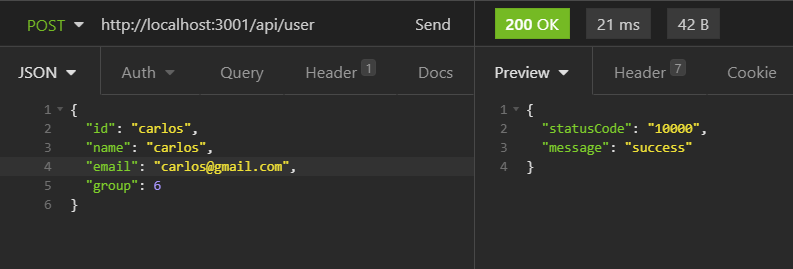 POST http://localhost:3001/api/user Send 200 OK 21 ms 42 B
JSON Auth Query Header 1 Docs Preview Header 7 Cookie
1 {
2 "id": "carlos",
3 "name": "carlos",
4 "email": "carlos@gmail.com",
5 "group": 6
6 }
1 {
2 "statusCode": "10000",
3 "message": "success"
4 }